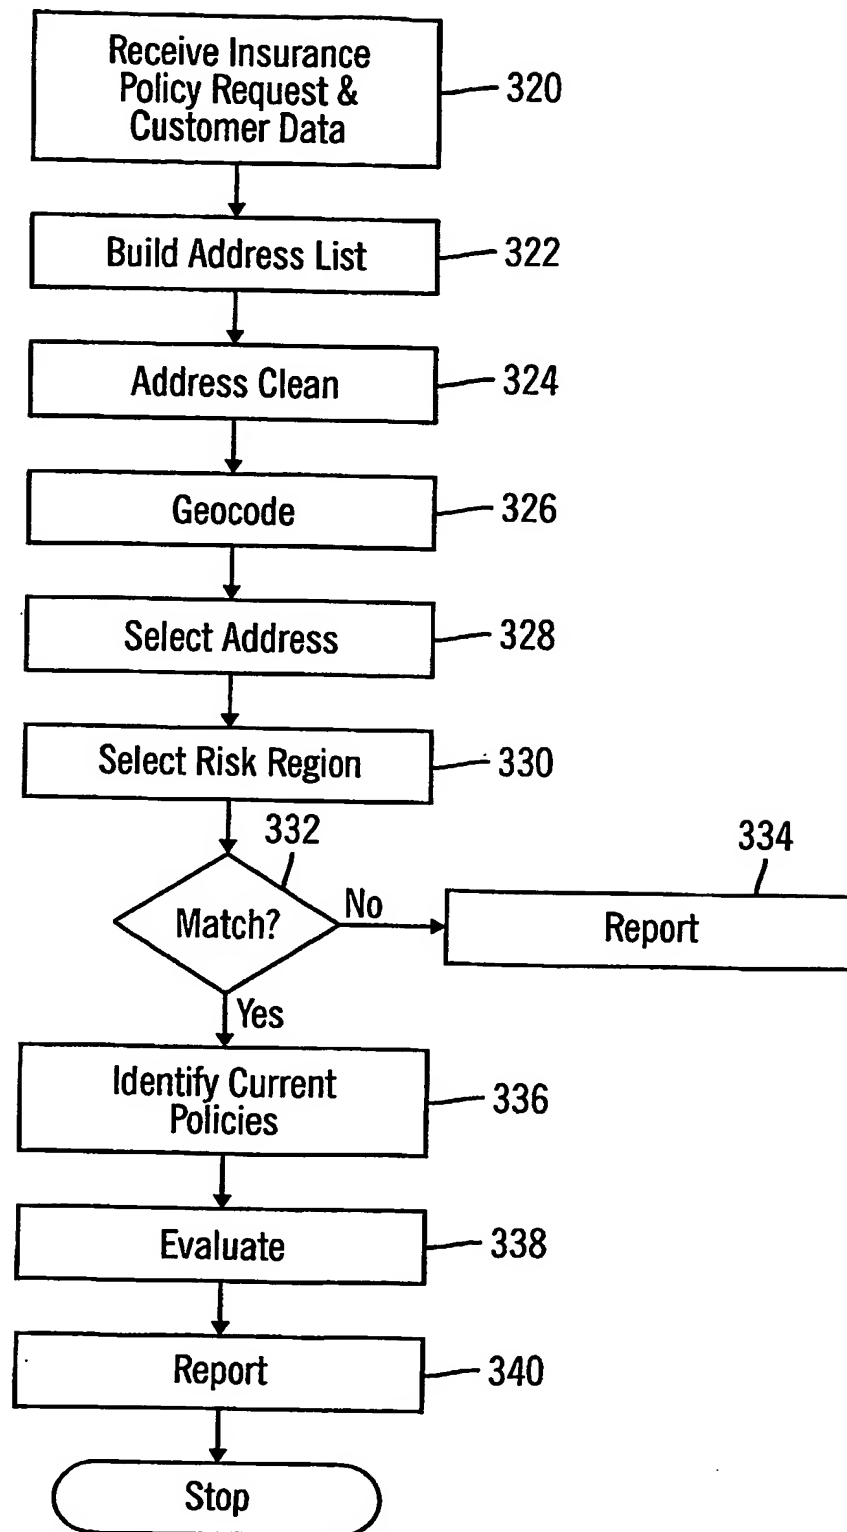 Receive Insurance
Policy Request &
Customer Data
320
Build Address List
322
Address Clean
324
Geocode
326
Select Address
328
Select Risk Region
330
332
334
Match?
No
Report
Yes
Identify Current
Policies
336
Evaluate
338
Report
340
Stop